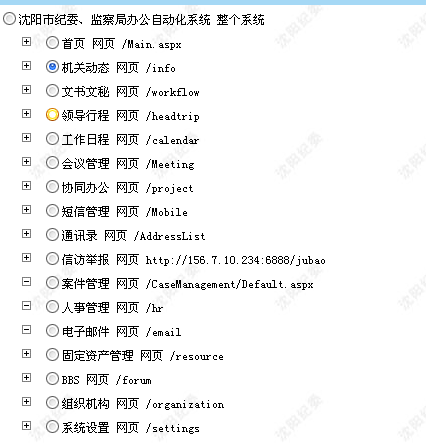 沈阳市纪委、监察局办公自动化系统 整个系统
首页 网页 /Main.aspx
机关动态 网页 /info
文书文秘 网页 /workflow
领导行程 网页 /headtrip
工作日程 网页 /calendar
会议管理 网页 /Meeting
协同办公 网页 /project
短信管理 网页 /Mobile
通讯录 网页 /AddressList
信访举报 网页 http://156.7.10.234:6888/jubao
案件管理 网页 /CaseManagement/Default.aspx
人事管理 网页 /hr
电子邮件 网页 /email
固定资产管理 网页 /resource
BBS 网页 /forum
组织机构 网页 /organization
系统设置 网页 /settings
沈阳纪委